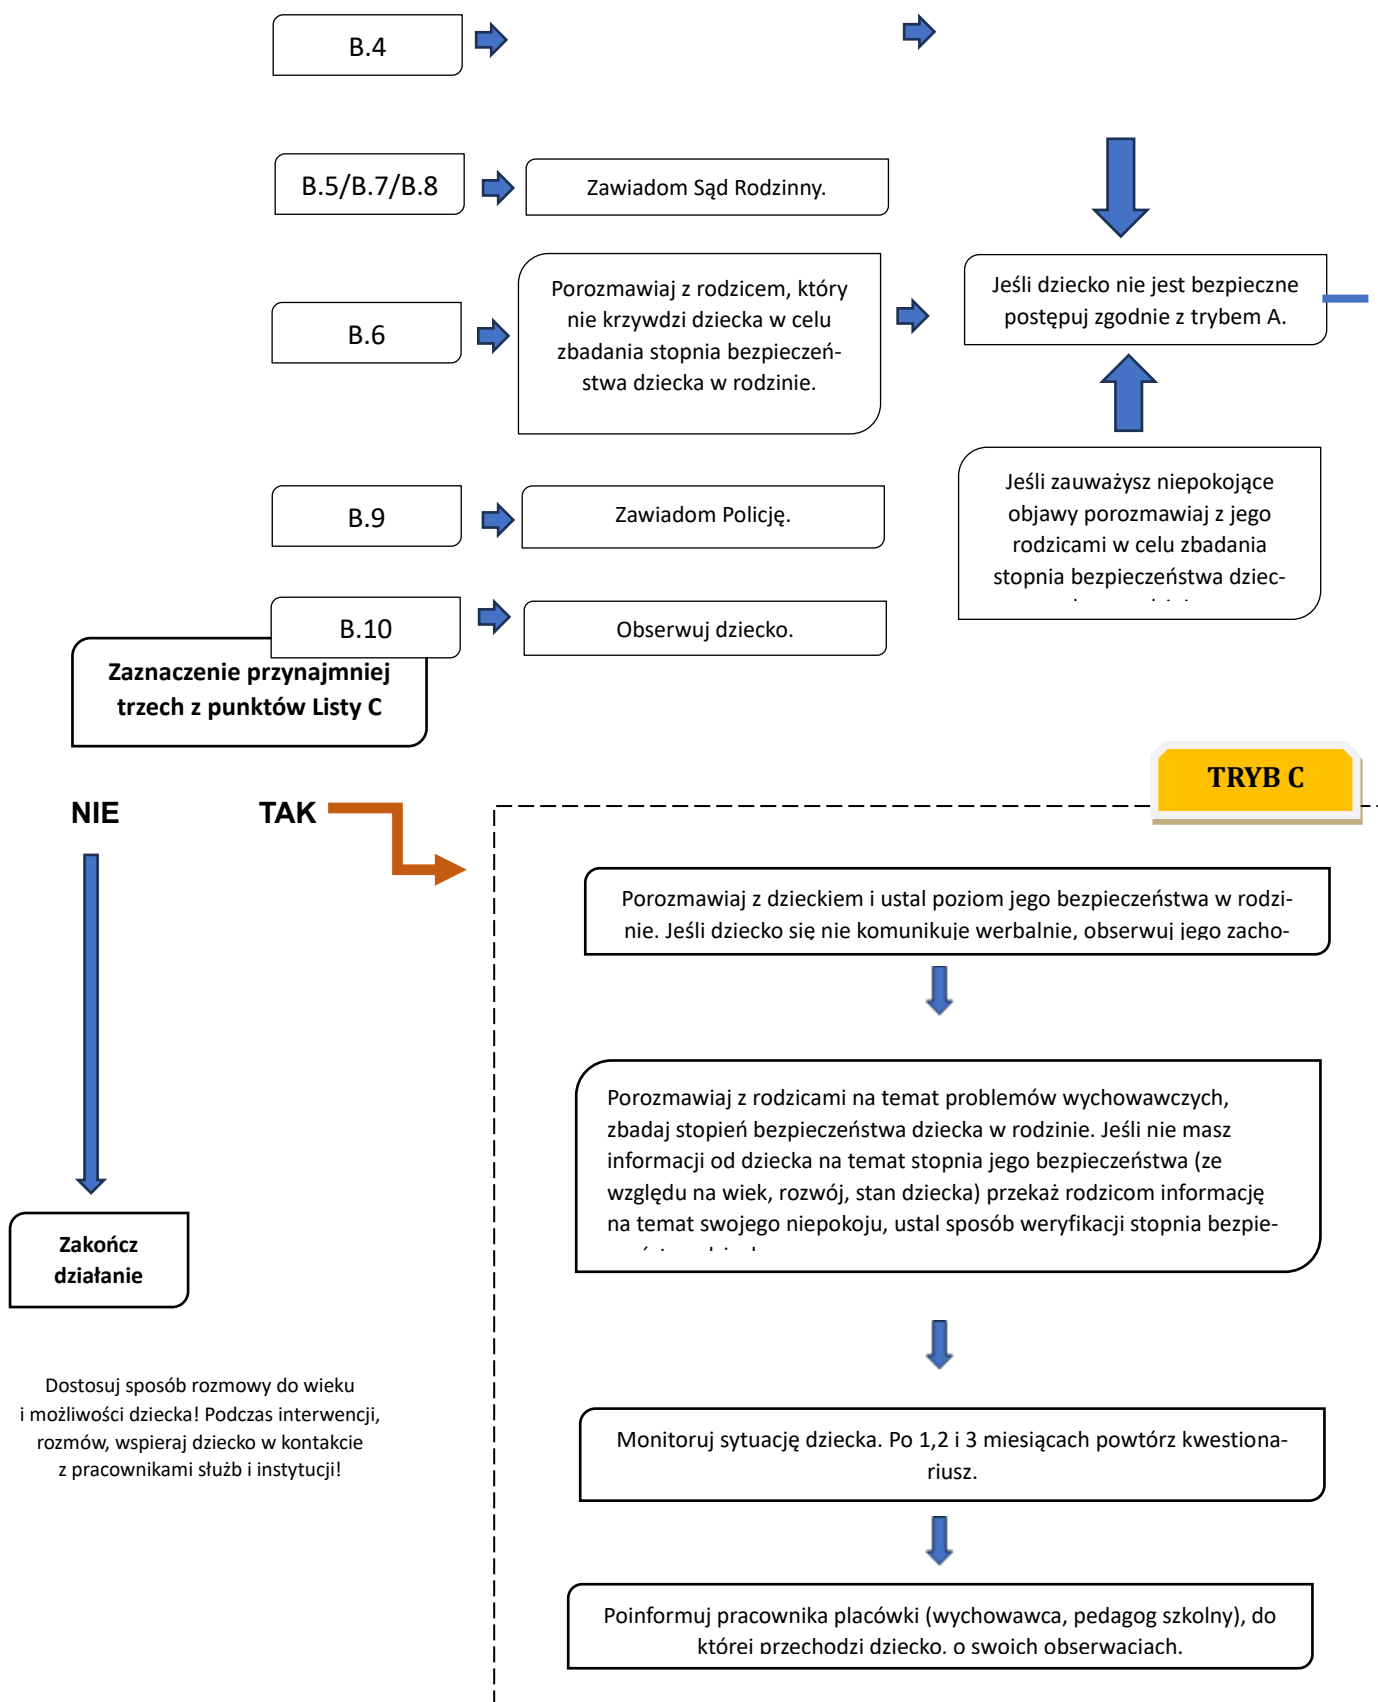 B.4
B.5/B.7/B.8
Zawiadom Sąd Rodzinny.
B.6
Porozmawiaj z rodzicem, który
nie krzywdzi dziecka w celu
zbadania stopnia bezpieczeń-
stwa dziecka w rodzinie.
Jeśli dziecko nie jest bezpieczne
postępuj zgodnie z trybem A.
B.9
Zawiadom Policję.
Jeśli zauważysz niepokojące
objawy porozmawiaj z jego
rodzicami w celu zbadania
stopnia bezpieczeństwa dziec-
B.10
Obserwuj dziecko.
Zaznaczenie przynajmniej
trzech z punktów Listy C
NIE
TAK
TRYB C
Porozmawiaj z dzieckiem i ustal poziom jego bezpieczeństwa w rodzi-
nie. Jeśli dziecko się nie komunikuje werbalnie, obserwuj jego zacho-
Porozmawiaj z rodzicami na temat problemów wychowawczych,
zbadaj stopień bezpieczeństwa dziecka w rodzinie. Jeśli nie masz
informacji od dziecka na temat stopnia jego bezpieczeństwa (ze
względu na wiek, rozwój, stan dziecka) przekaż rodzicom informację
na temat swojego niepokoju, ustal sposób weryfikacji stopnia bezpie-
Zakończ
działanie
Dostosuj sposób rozmowy do wieku
i możliwości dziecka! Podczas interwencji,
rozmów, wspieraj dziecko w kontakcie
z pracownikami służb i instytucji!
Monitoruj sytuację dziecka. Po 1,2 i 3 miesiącach powtórz kwestiona-
riusz.
Poinformuj pracownika placówki (wychowawca, pedagog szkolny), do
której przechodzi dziecko, o swoich obserwacjach.